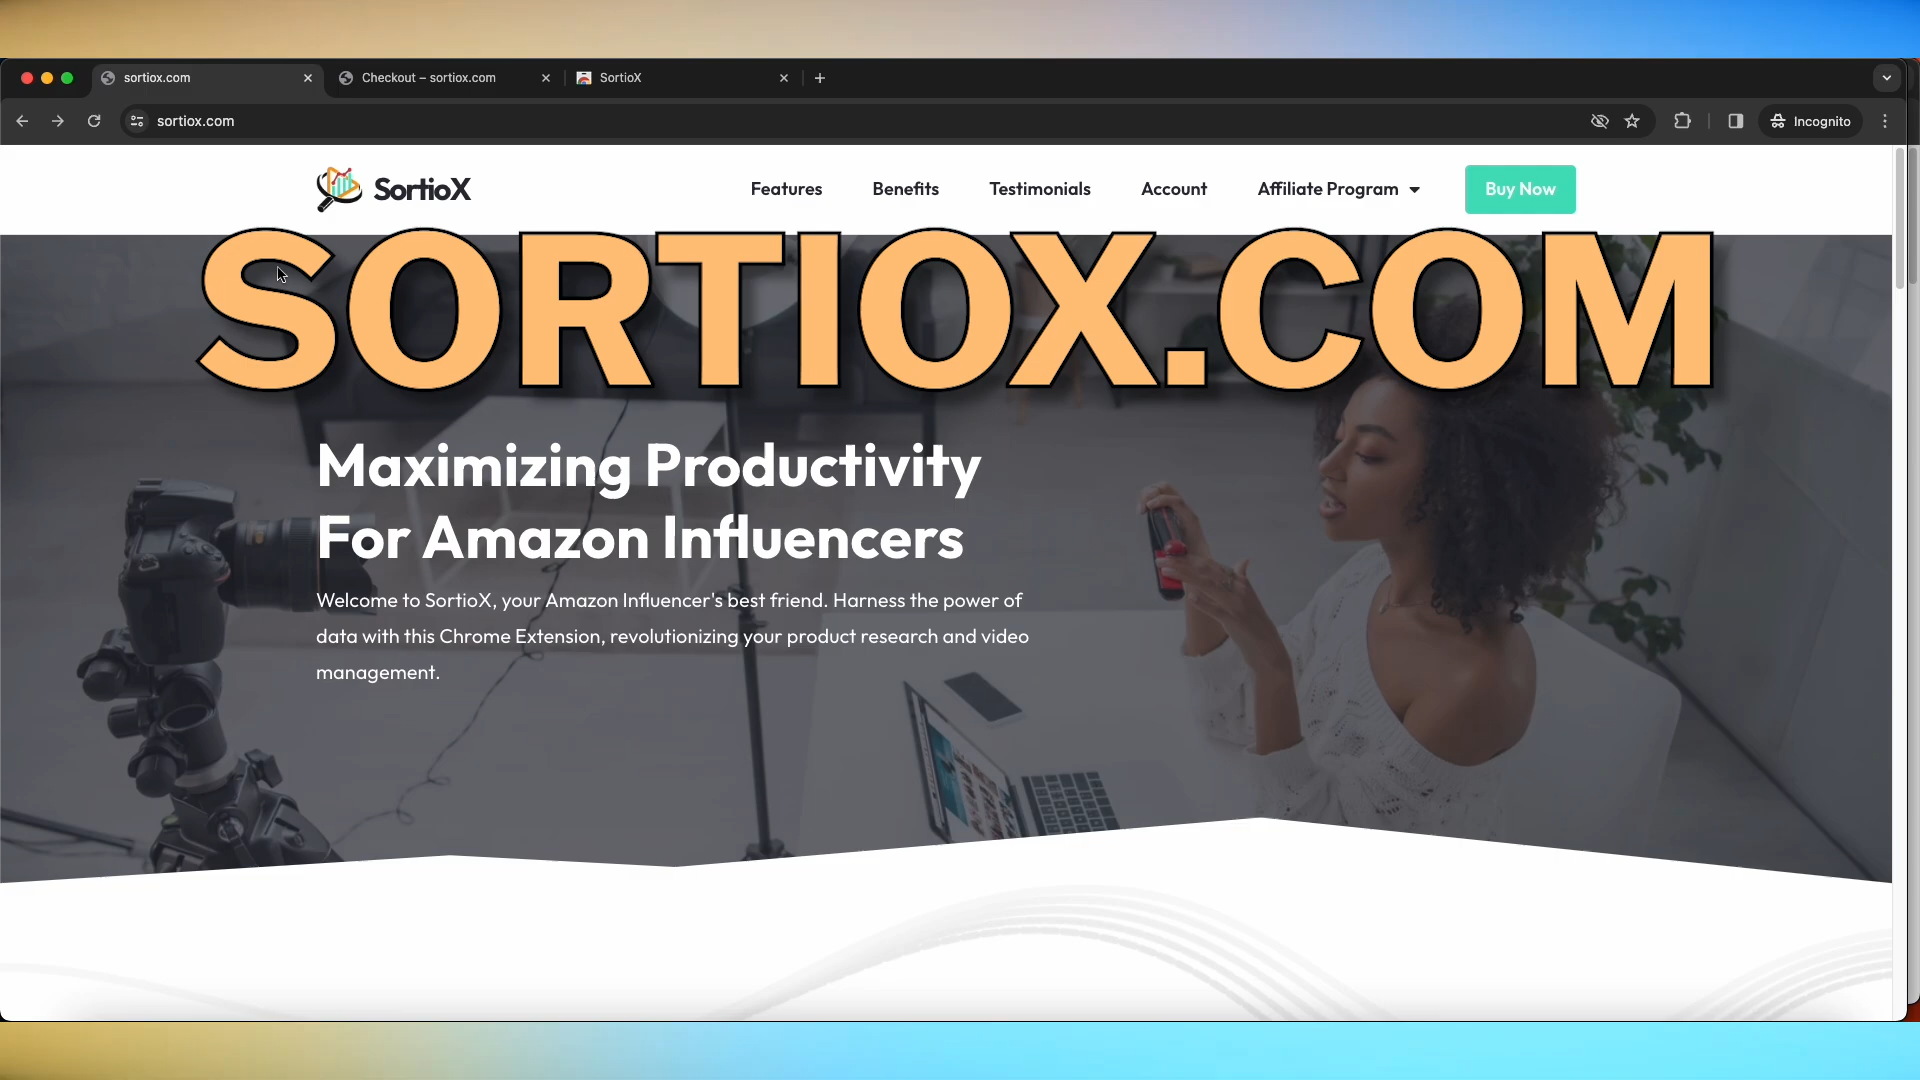 sortiox.com
Checkout – sortiox.com
SortioX
sortiox.com
Incognito
SortioX
Features
Benefits
Testimonials
Account
Affiliate Program
Buy Now
SORTIOX.COM
Maximizing Productivity
For Amazon Influencers
Welcome to SortioX, your Amazon Influencer's best friend. Harness the power of
data with this Chrome Extension, revolutionizing your product research and video
management.